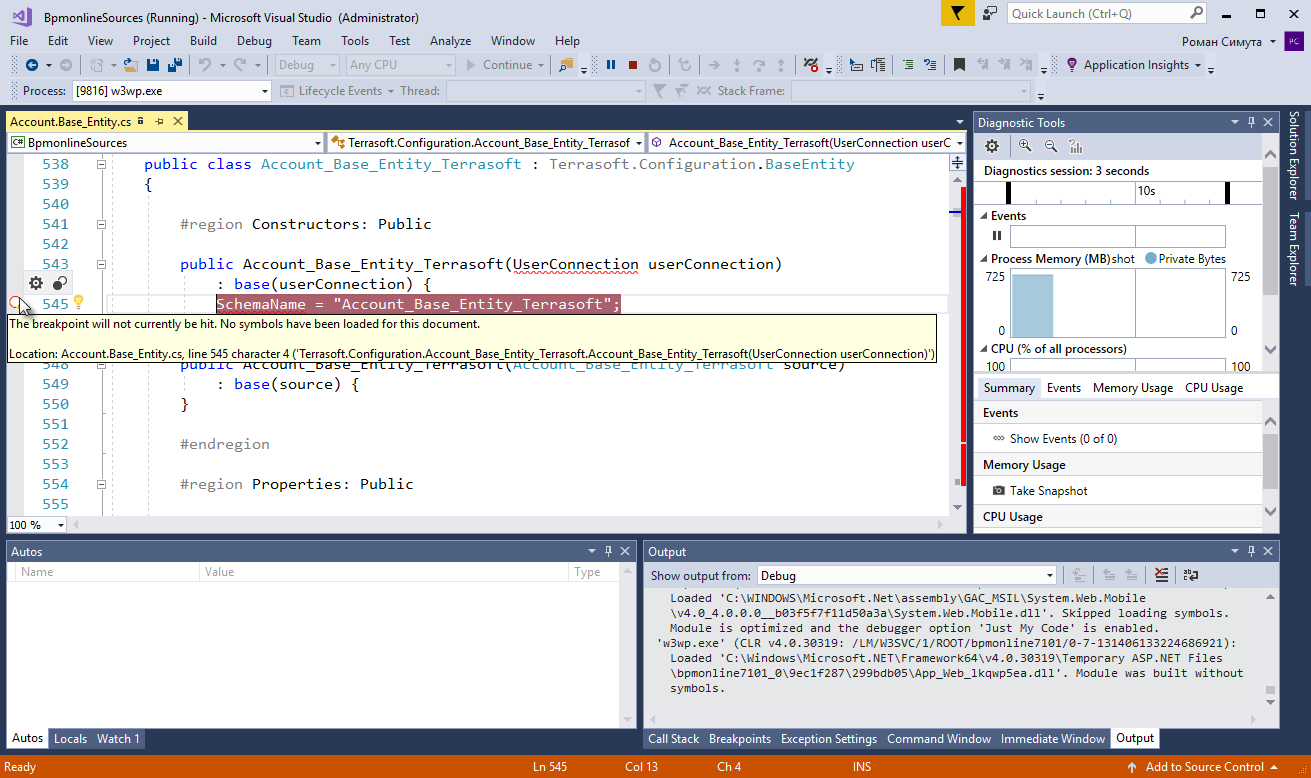 BpmonlineSources (Running) - Microsoft Visual Studio  (Administrator)
Quick Launch (Ctrl+Q)
File Edit View Project Build Debug Team Tools Test Analyze Window Help
Роман Симута PC
Debug Any CPU Continue Application Insights
Process: [9816] w3wp.exe Lifecycle Events Thread: Stack Frame:
Account.Base_Entity.cs
C# BpmonlineSources Terrasoft.Configuration.Account_Base_Entity_Terrasof Account_Base_Entity_Terrasoft(UserConnection userC
538 public class Account_Base_Entity_Terrasoft : Terrasoft.Configuration.BaseEntity
539 {
540
541 #region Constructors: Public
542
543 public Account_Base_Entity_Terrasoft(UserConnection userConnection)
: base(userConnection) {
545 SchemaName = "Account_Base_Entity_Terrasoft";
The breakpoint will not currently be hit. No symbols have been loaded for this document.
Location: Account.Base_Entity.cs, line 545 character 4 ('Terrasoft.Configuration.Account_Base_Entity_Terrasoft.Account_Base_Entity_Terrasoft(UserConnection userConnection)')
548 public Account_Base_Entity_Terrasoft(Account_Base_Entity_Terrasoft source)
549 : base(source) {
550 }
551
552 #endregion
553
554 #region Properties: Public
555
100 %
Diagnostic Tools
Diagnostics session: 3 seconds
10s
Events
Process Memory (MB)shot Private Bytes
725 725
0 0
CPU (% of all processors)
100 100
Summary Events Memory Usage CPU Usage
Events
Show Events (0 of 0)
Memory Usage
Take Snapshot
CPU Usage
Solution Explorer
Team Explorer
Autos
Name Value Type
Autos Locals Watch 1
Output
Show output from: Debug
Loaded 'C:\WINDOWS\Microsoft.Net\assembly\GAC_MSIL\System.Web.Mobile
\v4.0_4.0.0.0__b03f5f7f11d50a3a\System.Web.Mobile.dll'. Skipped loading symbols.
Module is optimized and the debugger option 'Just My Code' is enabled.
'w3wp.exe' (CLR v4.0.30319: /LM/W3SVC/1/ROOT/bpmonline7101/0-7-131406133224686921):
Loaded 'C:\Windows\Microsoft.NET\Framework64\v4.0.30319\Temporary ASP.NET Files
\bpmonline7101_0\9ec1f287\299bdb05\App_Web_lkqwp5ea.dll'. Module was built without
symbols.
Call Stack Breakpoints Exception Settings Command Window Immediate Window Output
Ready Ln 545 Col 13 Ch 4 INS Add to Source Control